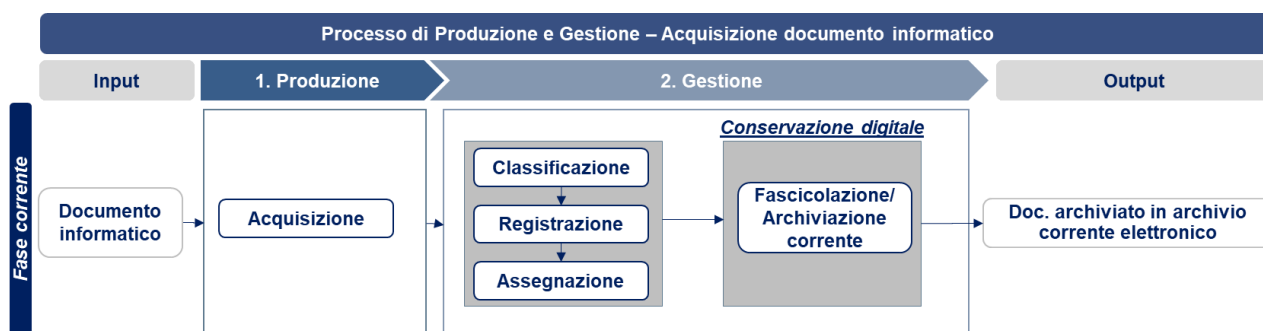 Processo di Produzione e Gestione – Acquisizione documento informatico
Input
1. Produzione
2. Gestione
Output
Fase corrente
Documento
informatico
Acquisizione
Classificazione
Registrazione
Assegnazione
Conservazione digitale
Fascicolazione/
Archiviazione
corrente
Doc. archiviato in archivio
corrente elettronico